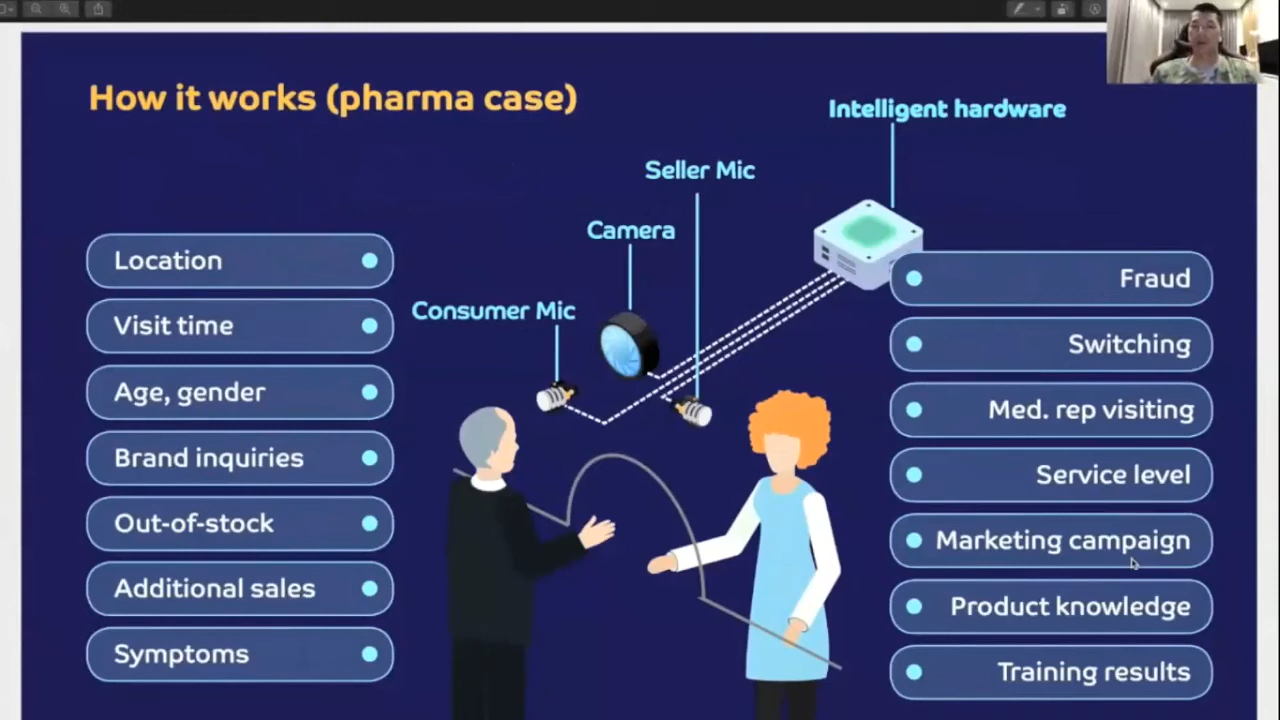 How it works (pharma case)
Intelligent hardware
Seller Mic
Camera
Consumer Mic
Location
Visit time
Age, gender
Brand inquiries
Out-of-stock
Additional sales
Symptoms
Fraud
Switching
Med. rep visiting
Service level
Marketing campaign
Product knowledge
Training results